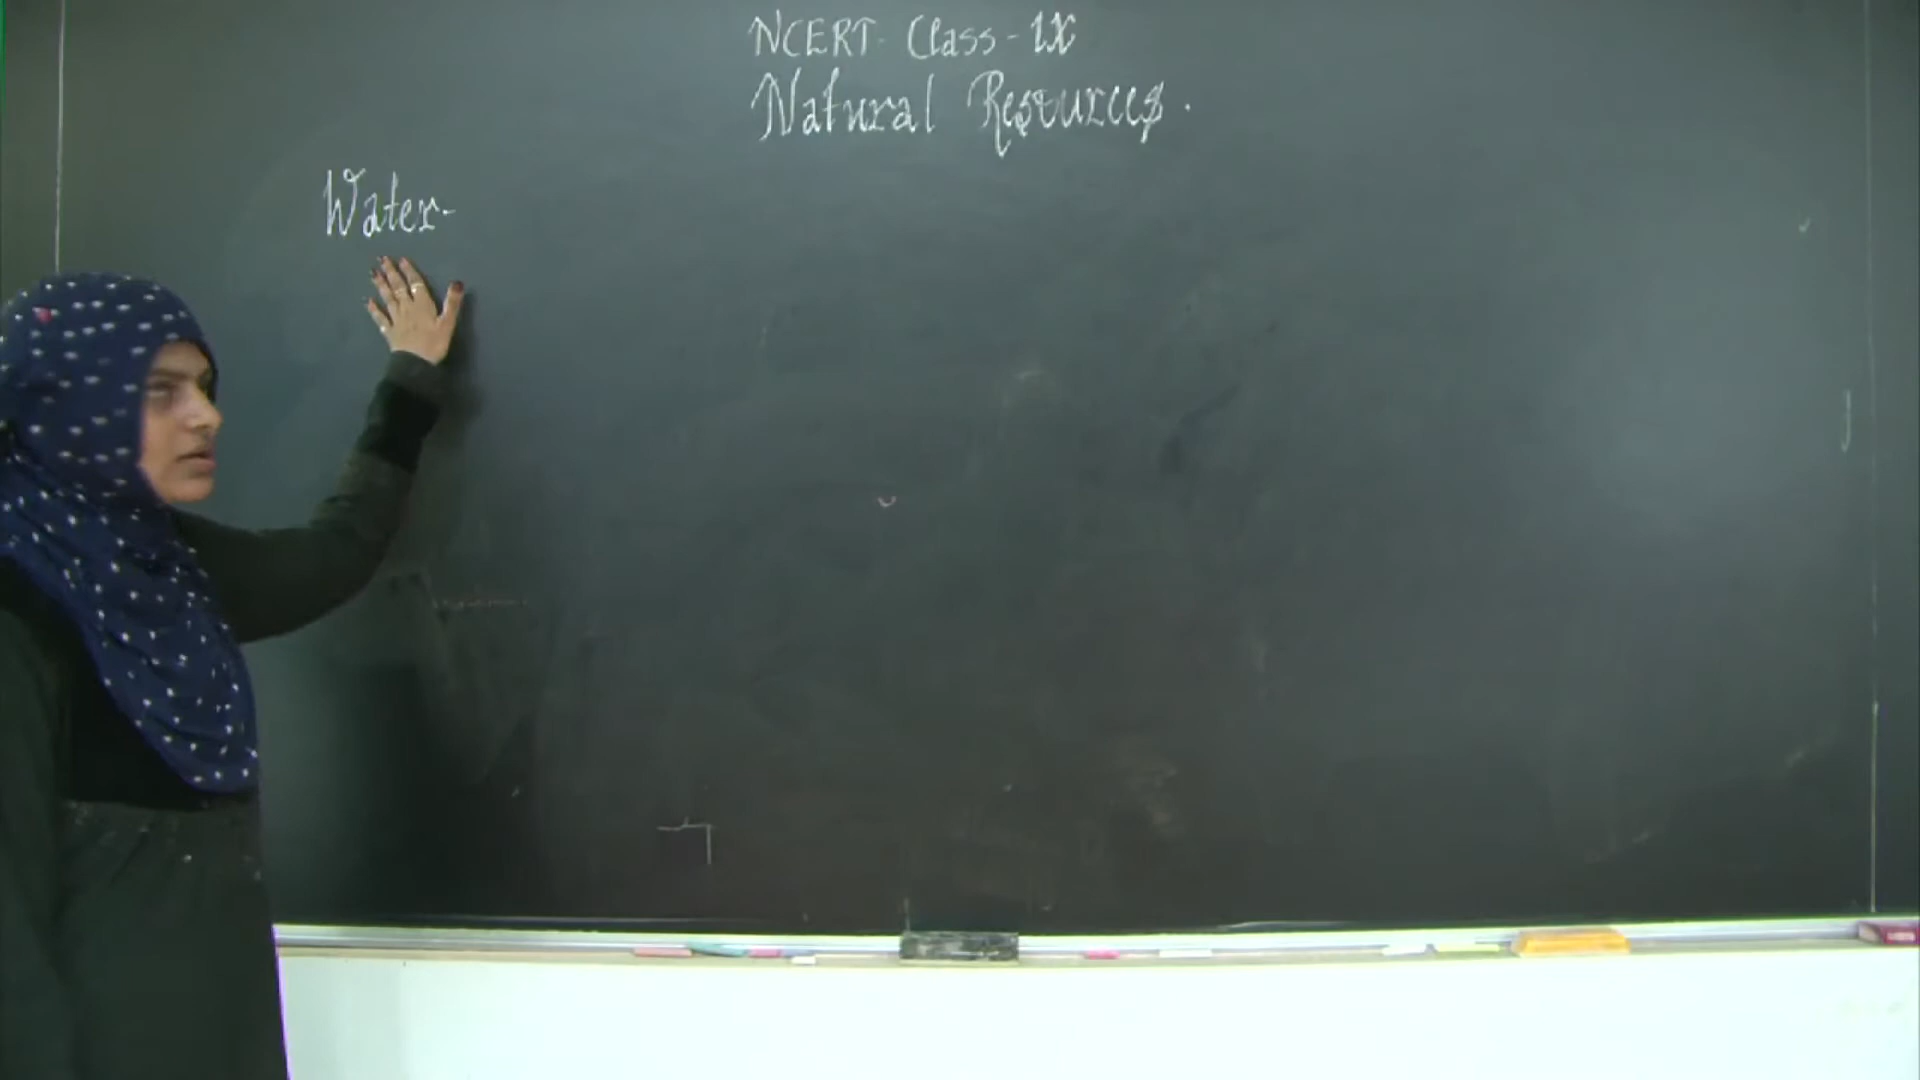 NCERT- Class - IX
Natural Resources.
Water-